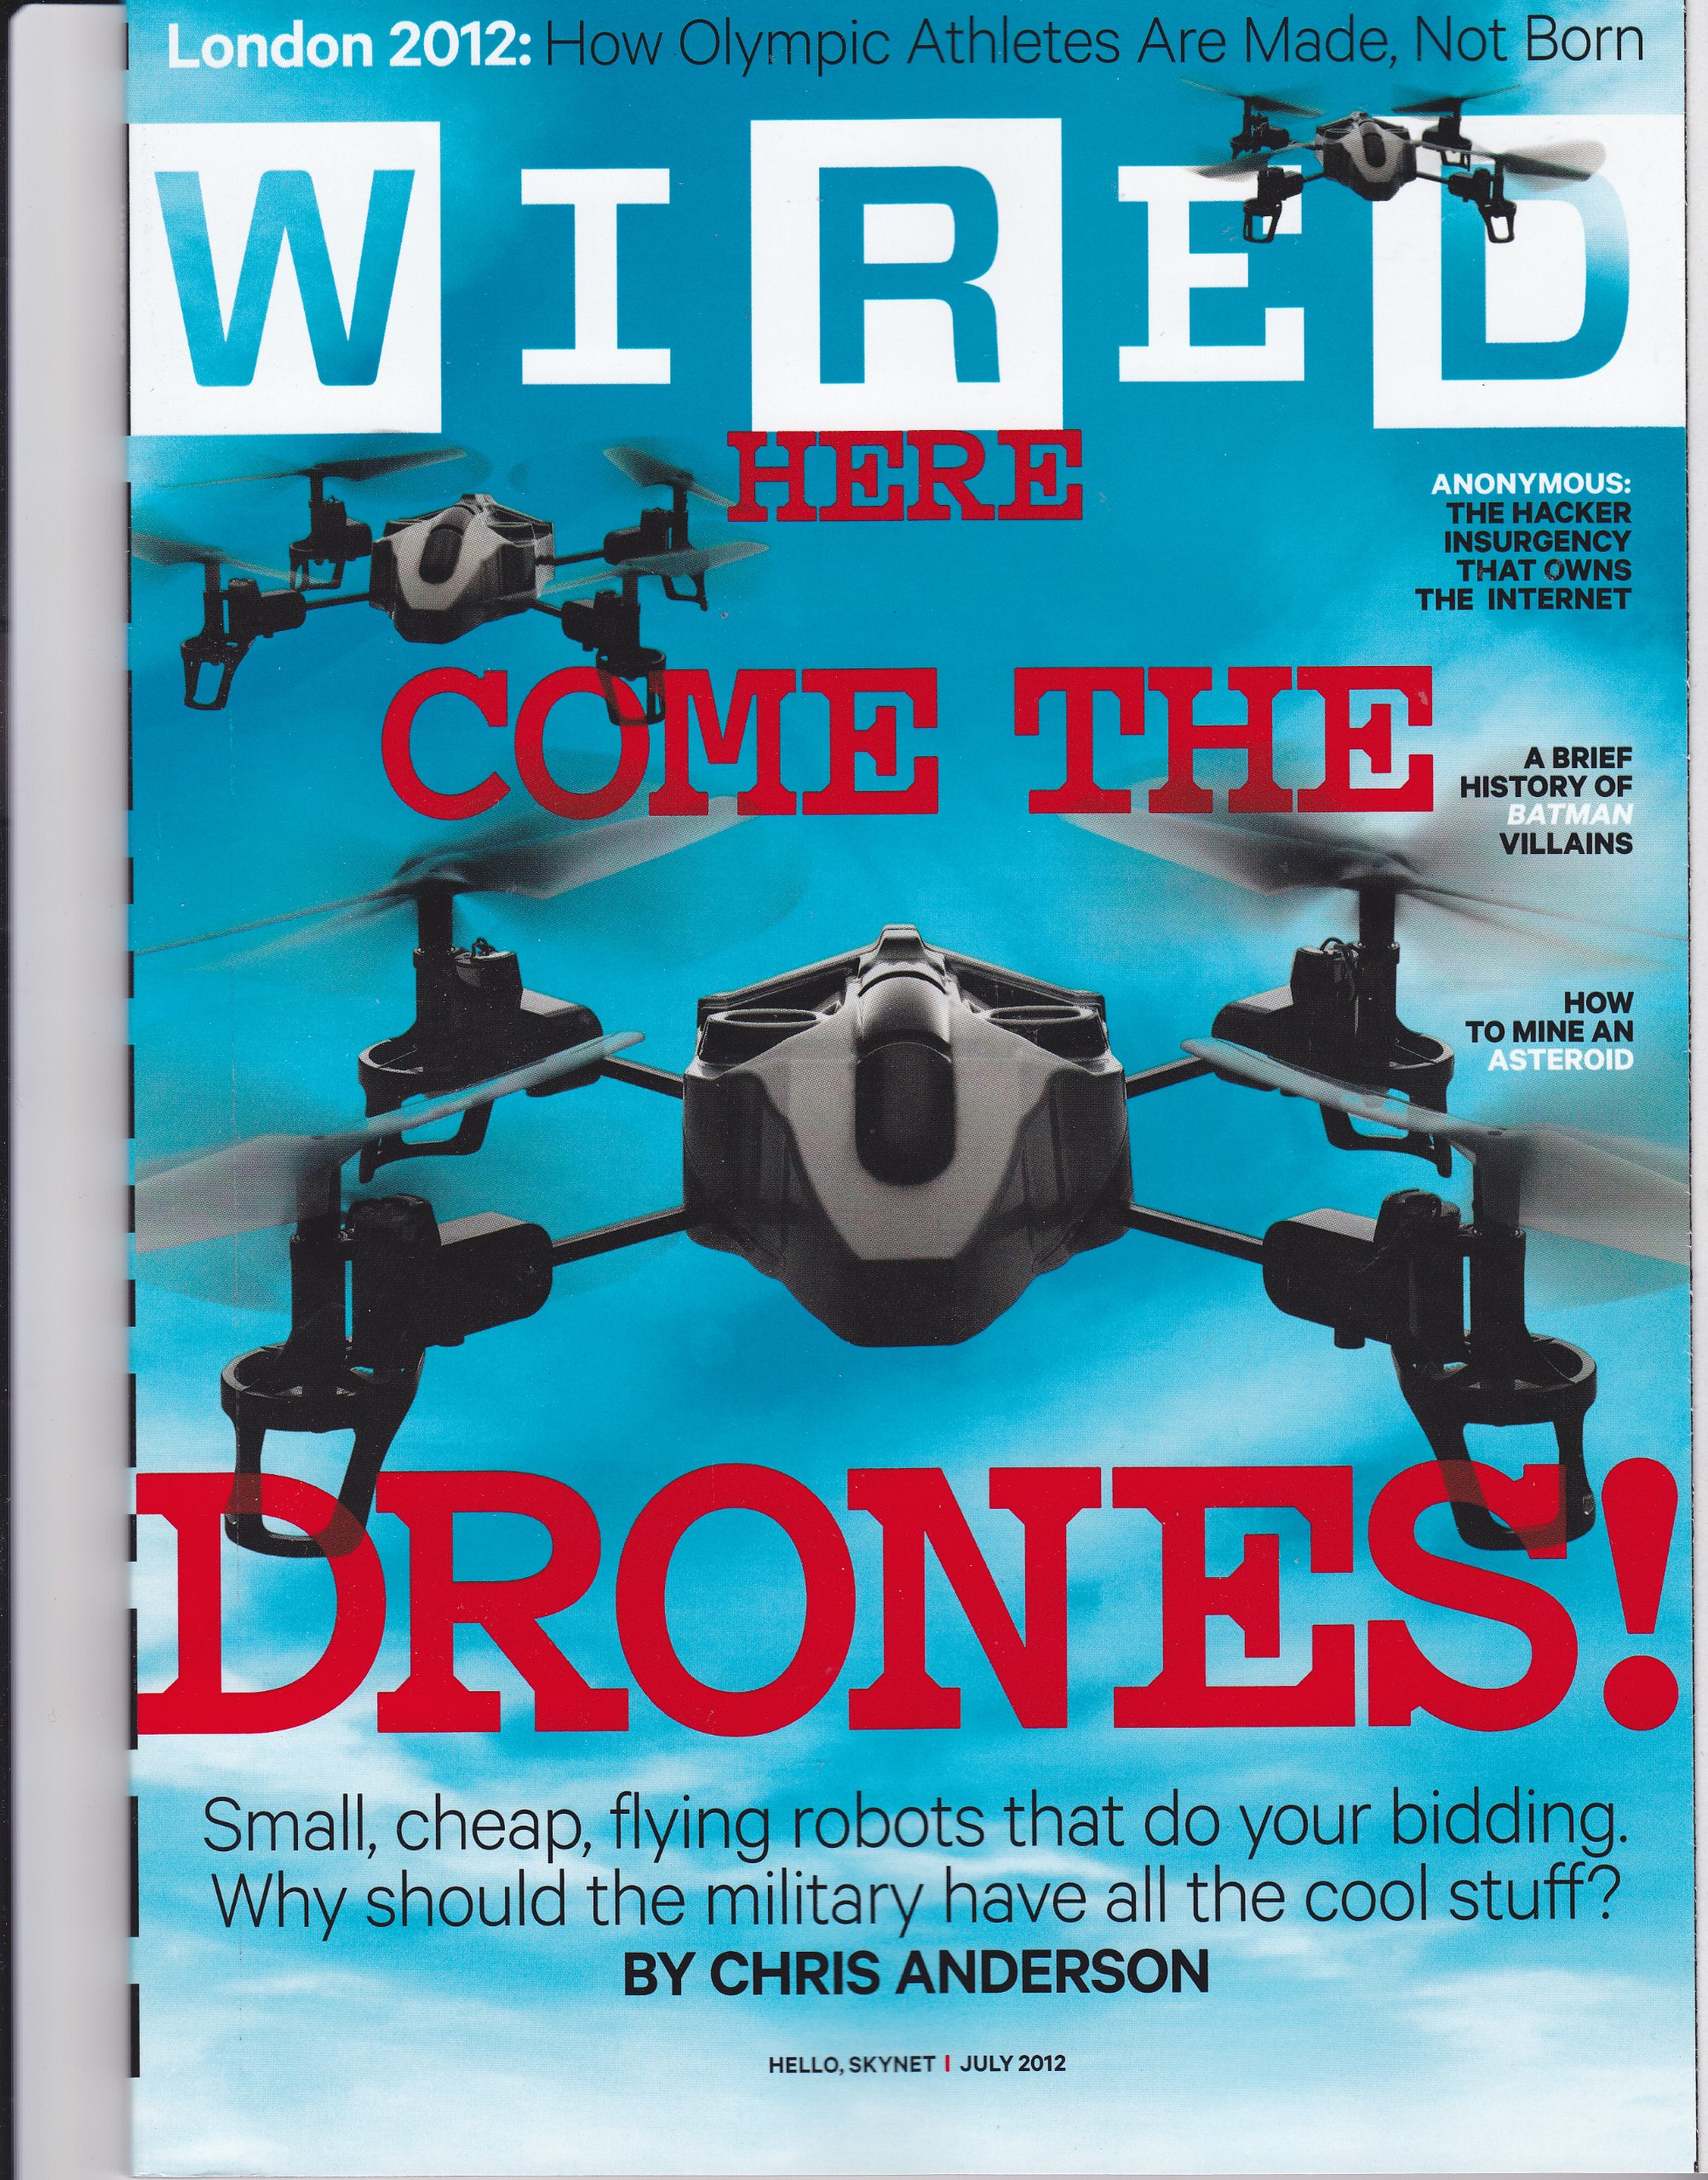 London 2012: How Olympic Athletes Are Made, Not Born
WIRED
HERE
COME THE
DRONES!
ANONYMOUS:
THE HACKER
INSURGENCY
THAT OWNS
THE INTERNET
A BRIEF
HISTORY OF
BATMAN
VILLAINS
HOW
TO MINE AN
ASTEROID
Small, cheap, flying robots that do your bidding.
Why should the military have all the cool stuff?
BY CHRIS ANDERSON
HELLO, SKYNET | JULY 2012